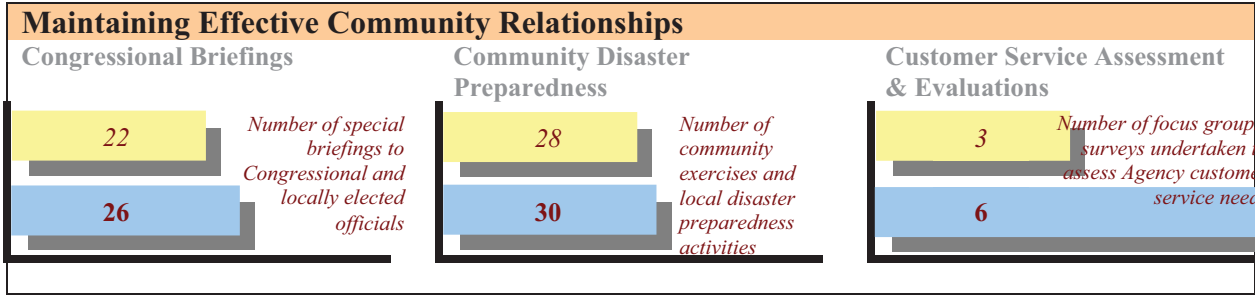 Maintaining Effective Community Relationships
Congressional Briefings
22
26
Number of special
briefings to
Congressional and
locally elected
officials
Community Disaster
Preparedness
28
30
Number of
community
exercises and
local disaster
preparedness
activities
Customer Service Assessment
& Evaluations
3
6
Number of focus group
surveys undertaken
assess Agency custome
service need